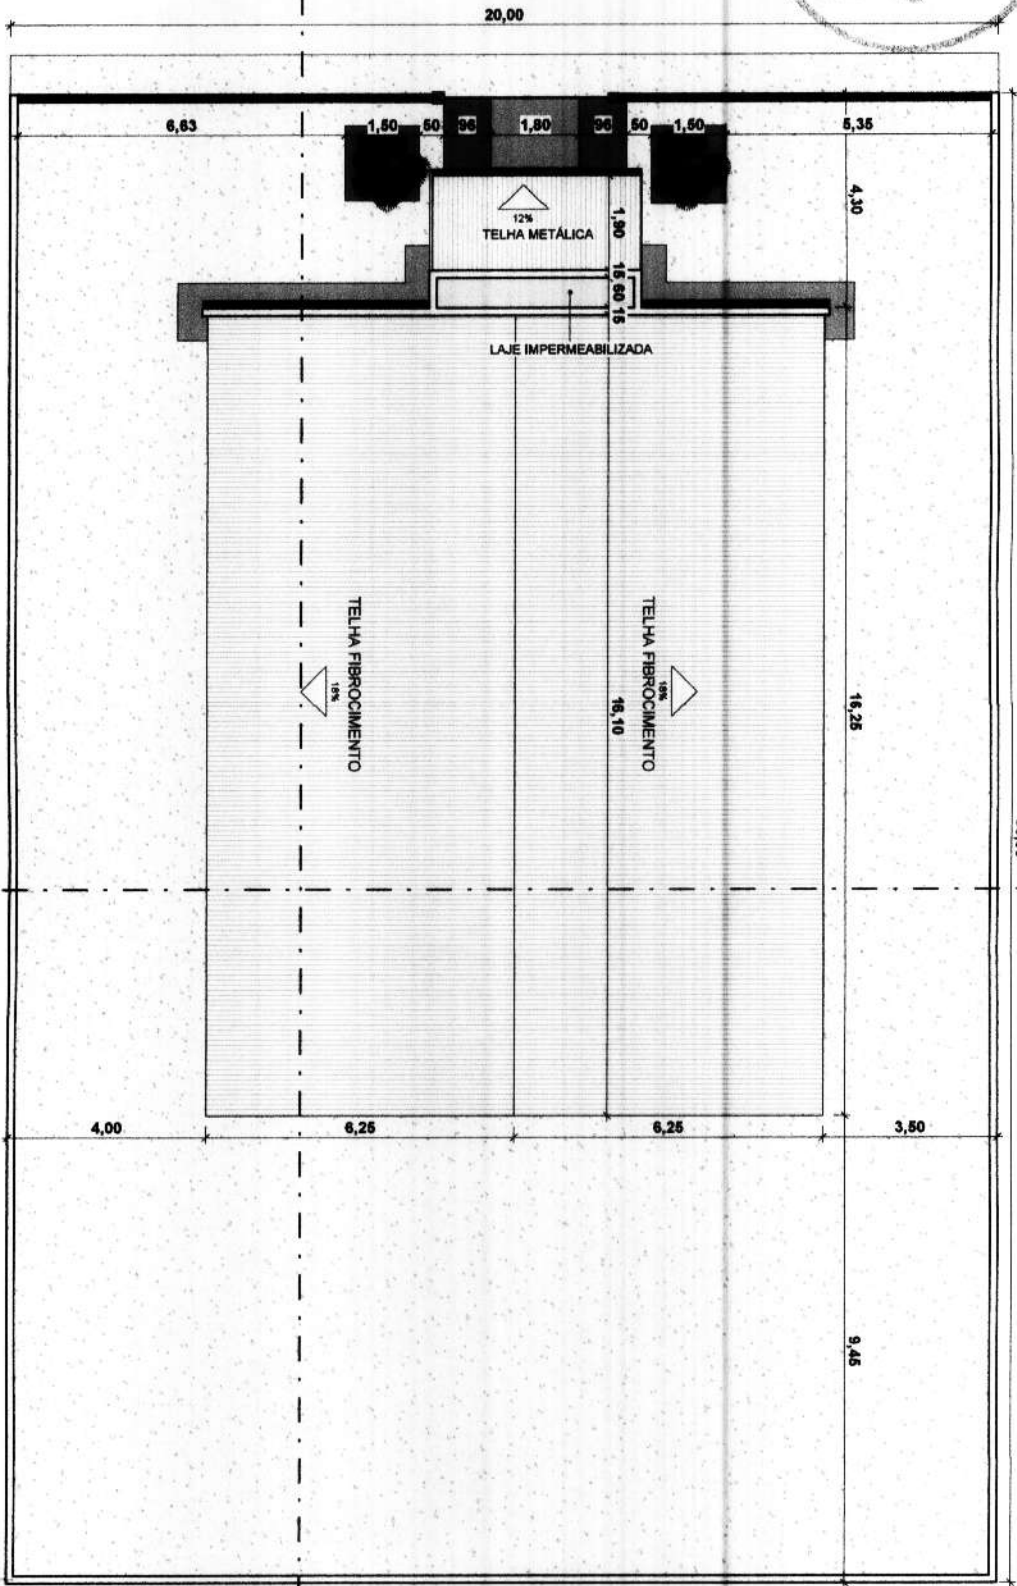 20,00
6,63 1,50 50 96 1,80 96 50 1,50 5,35
4,30
12%
TELHA METÁLICA
1,90 15 60 15
LAJE IMPERMEABILIZADA
TELHA FIBROCIMENTO
18%
TELHA FIBROCIMENTO
18%
16,10
16,25
4,00 6,25 6,25 3,50
9,45